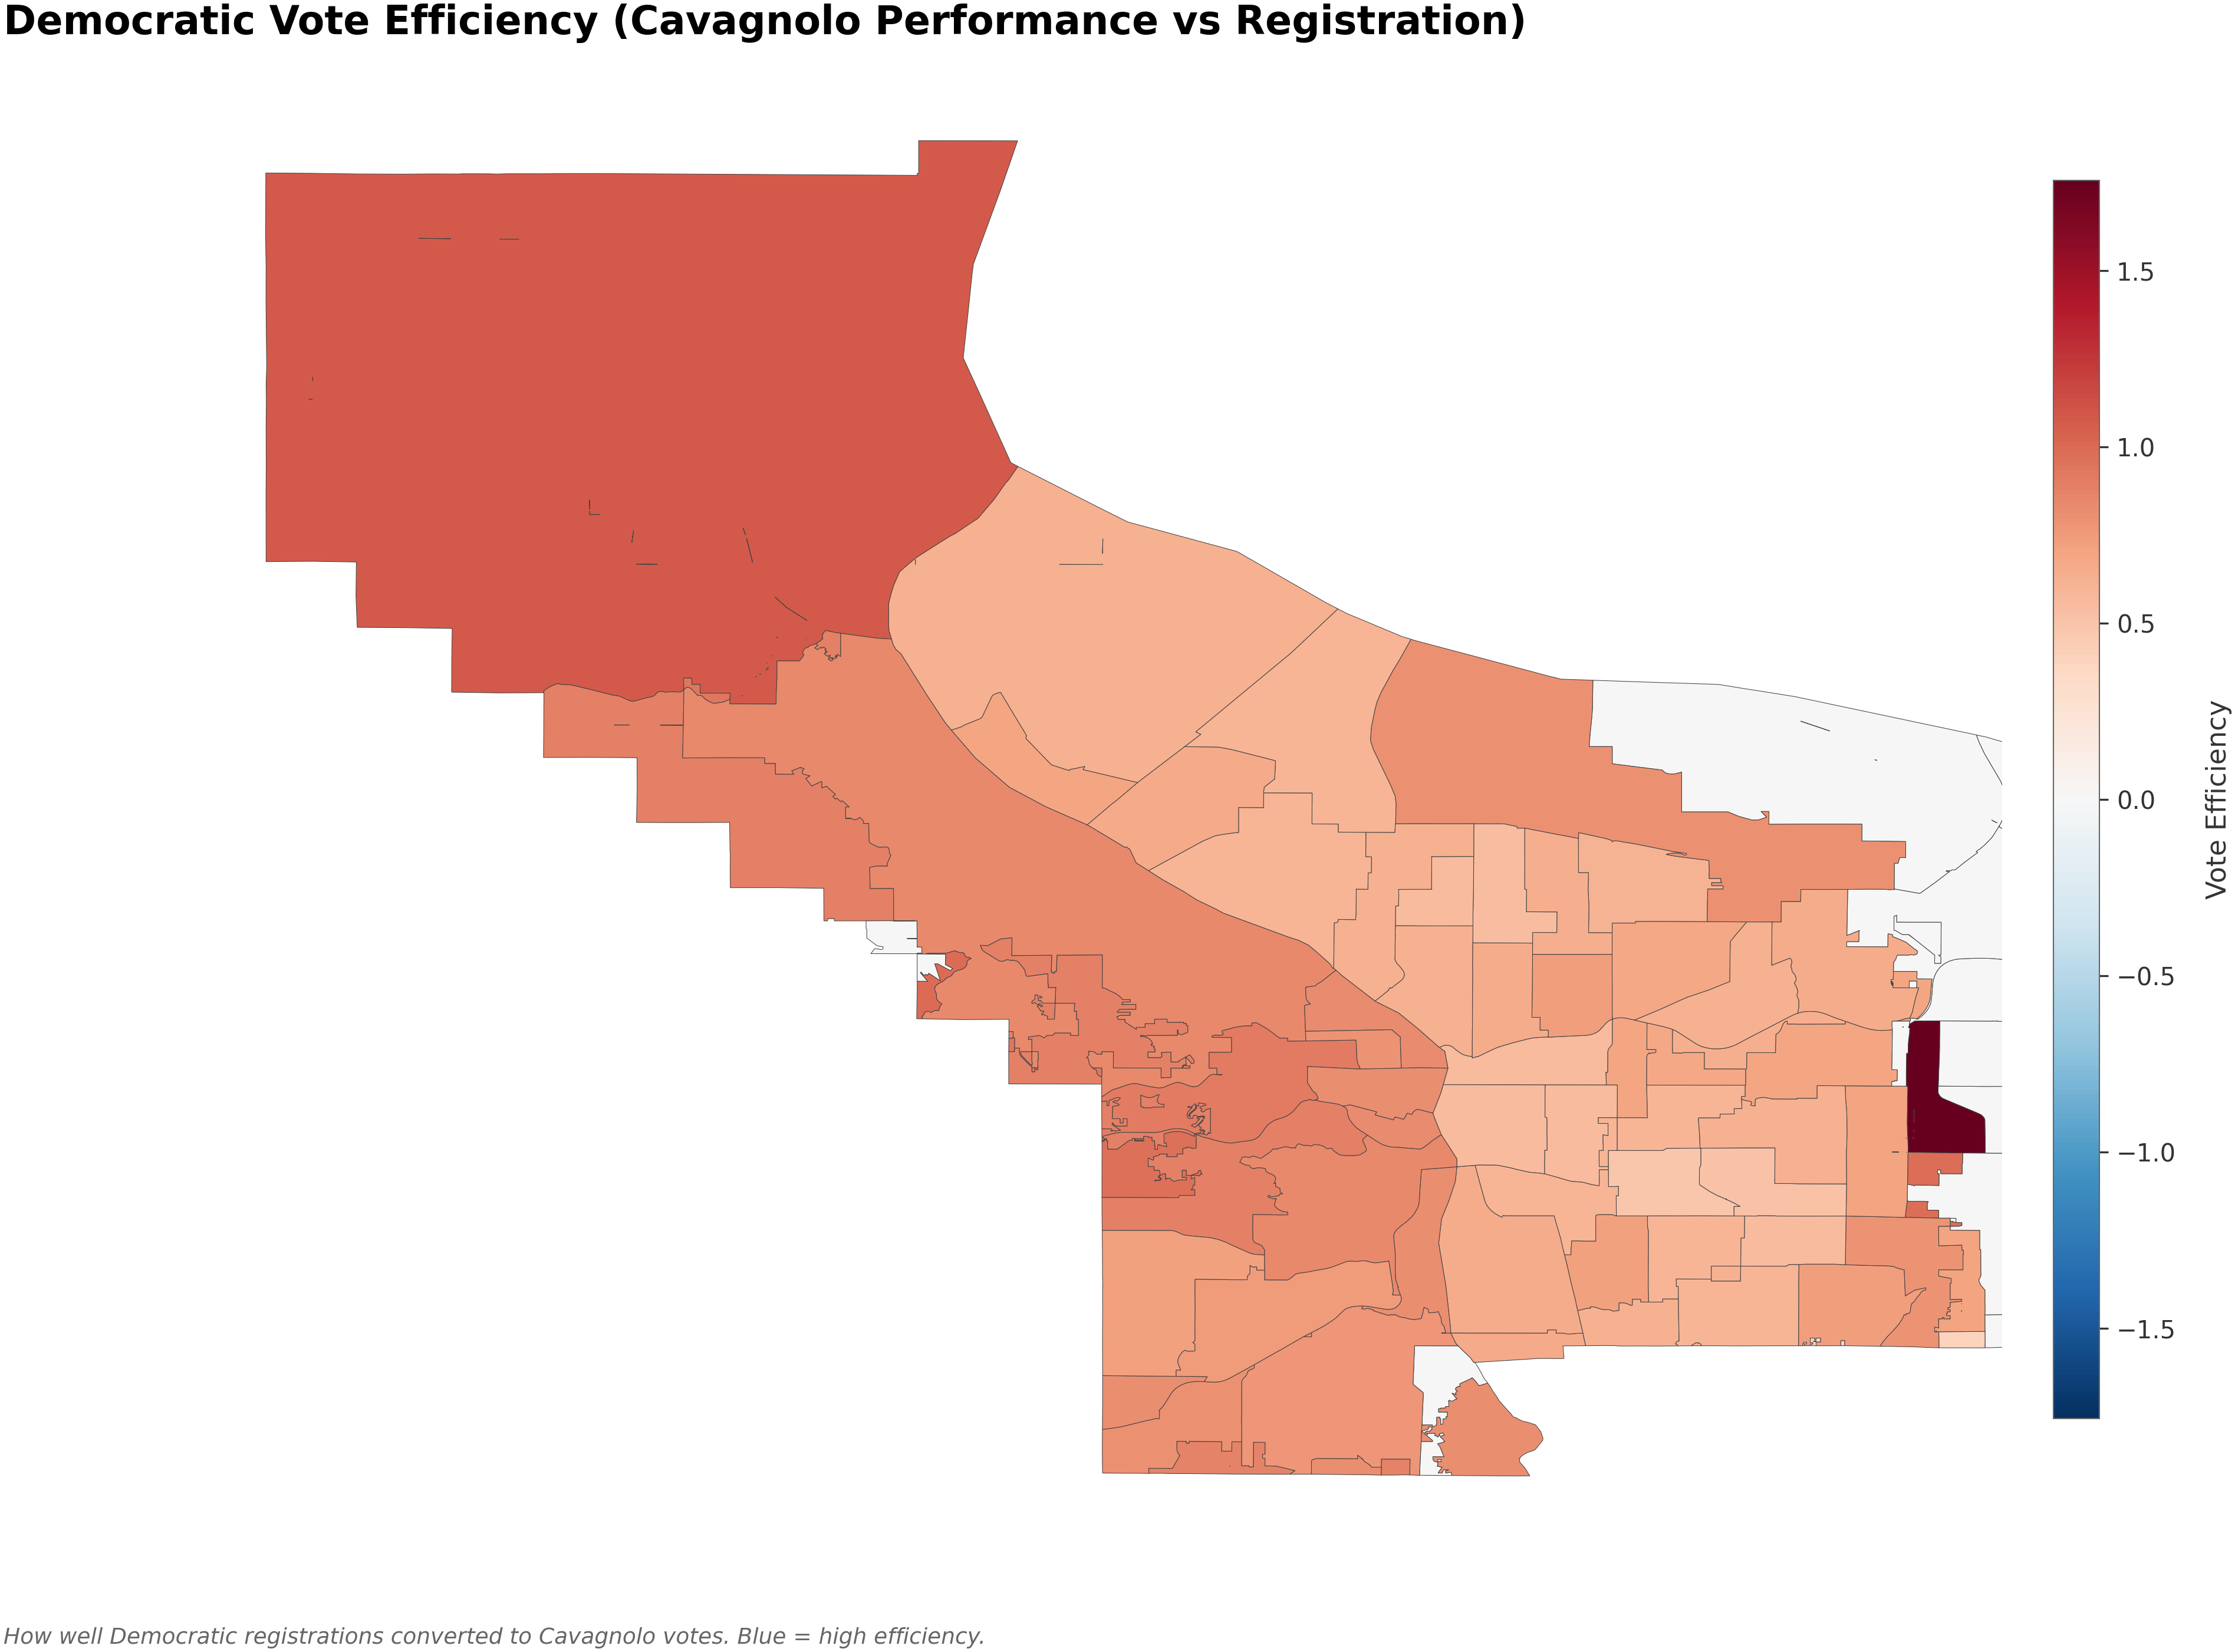 Democratic Vote Efficiency (Cavagnolo Performance vs Registration)
1.5
1.0
0.5
0.0
−0.5
−1.0
−1.5
Vote Efficiency
How well Democratic registrations converted to Cavagnolo votes. Blue = high efficiency.